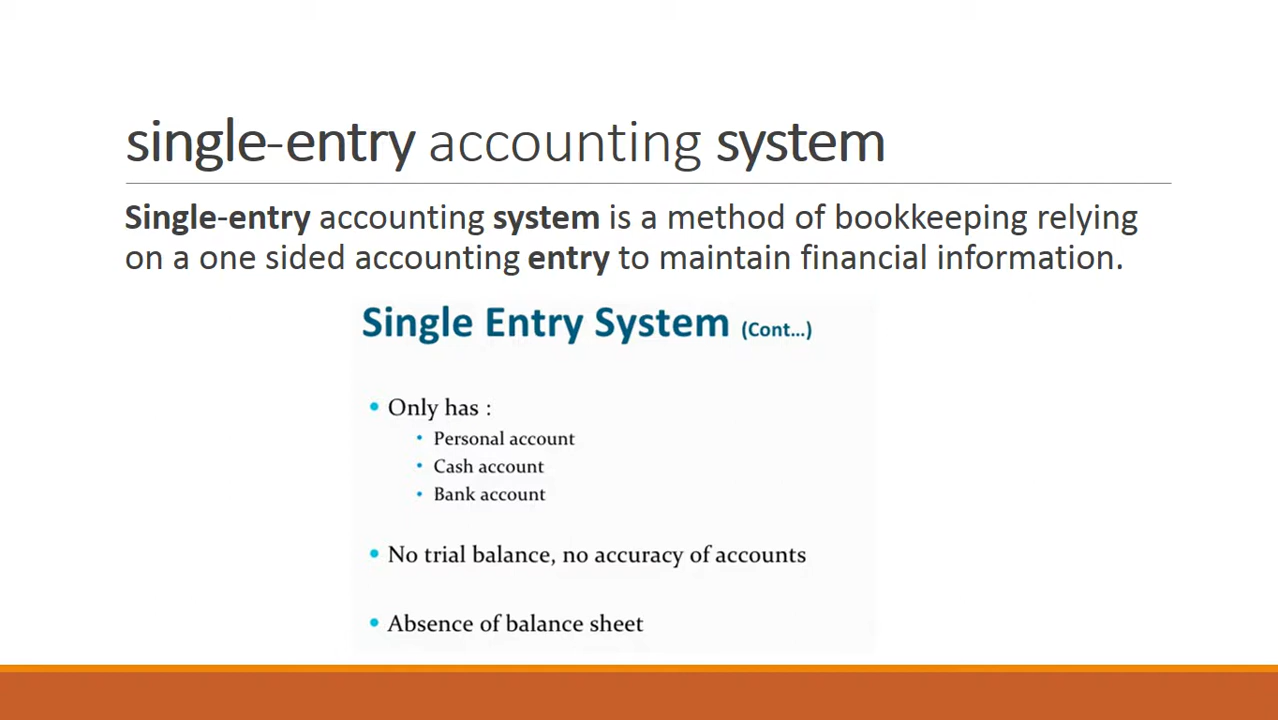 single-entry accounting system
Single-entry accounting system is a method of bookkeeping relying
on a one sided accounting entry to maintain financial information.
Single Entry System (Cont...)
• Only has :
• Personal account
• Cash account
• Bank account
• No trial balance, no accuracy of accounts
• Absence of balance sheet